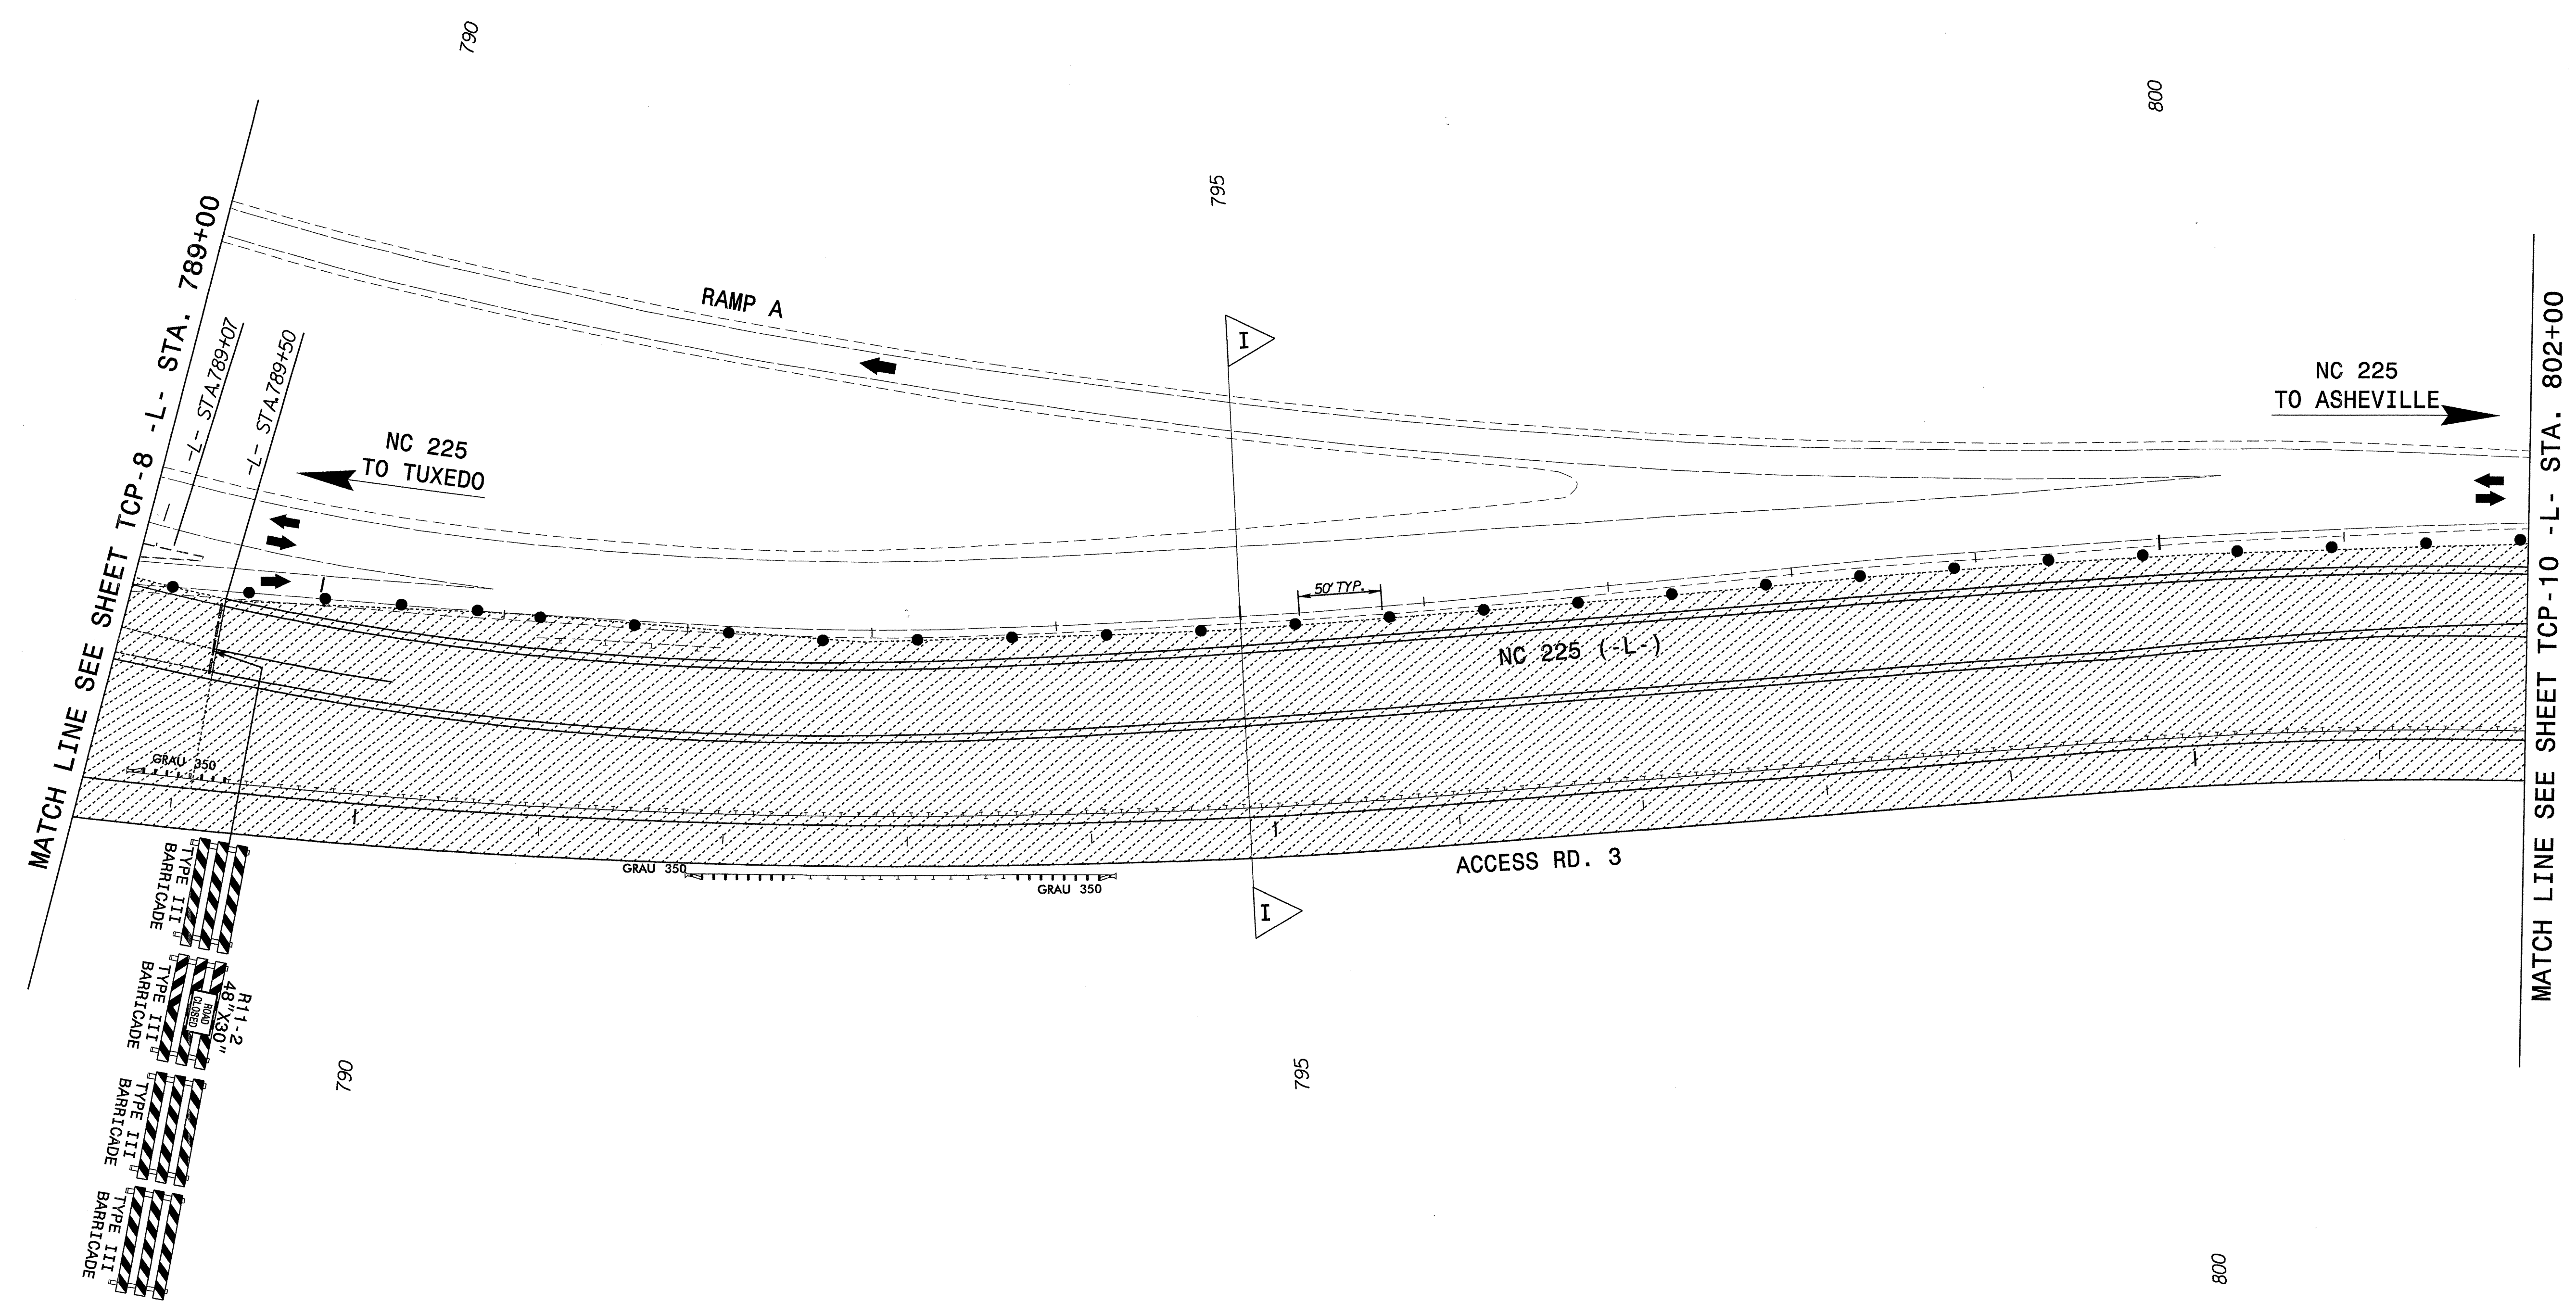 790
800
795
MATCH LINE SEE SHEET TCP-8 -L- STA. 789+00
-L- STA.789+07
-L- STA.789+50
RAMP A
I
NC 225
TO TUXEDO
NC 225
TO ASHEVILLE
50' TYP.
NC 225 (-L-)
GRAU 350
GRAU 350
GRAU 350
ACCESS RD. 3
I
MATCH LINE SEE SHEET TCP-10 -L- STA. 802+00
TYPE III
BARRICADE
R11-2
48"X30"
ROAD
CLOSED
TYPE III
BARRICADE
TYPE III
BARRICADE
TYPE III
BARRICADE
790
795
800